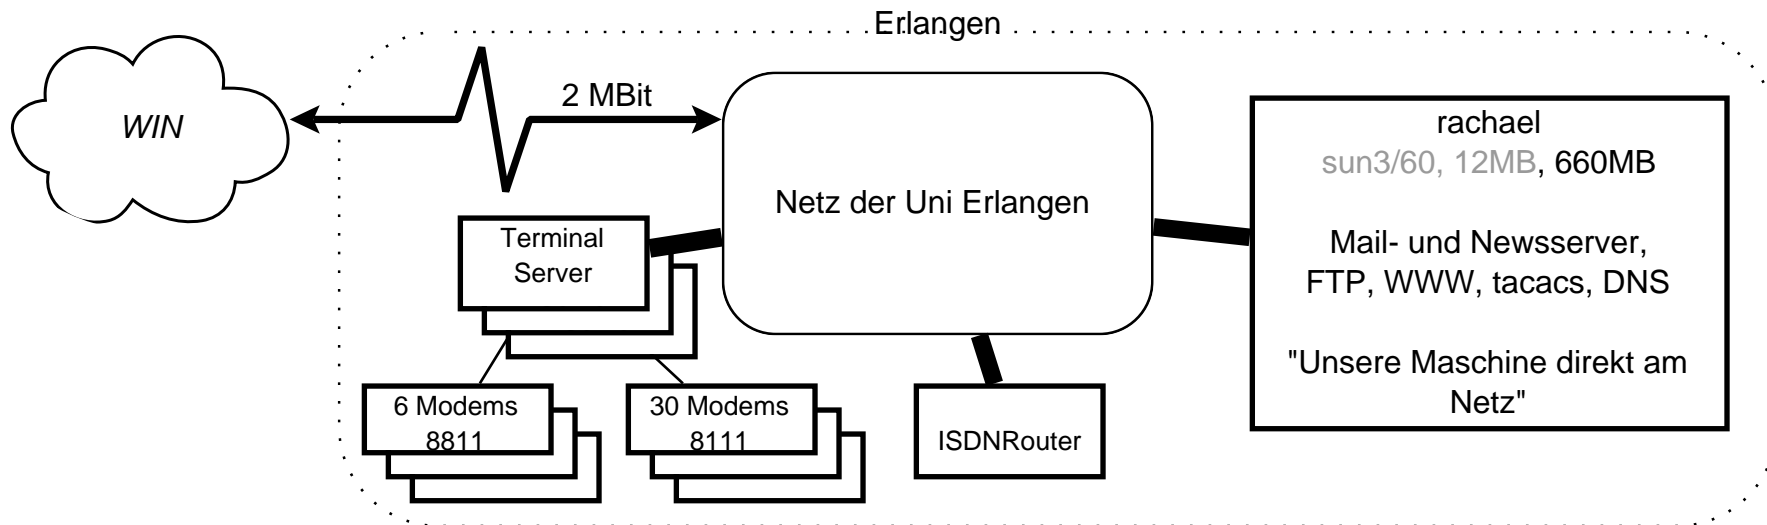 Erlangen
WIN
2 MBit
Netz der Uni Erlangen
rachael
sun3/60, 12MB, 660MB
Mail- und Newsserver,
FTP, WWW, tacacs, DNS
"Unsere Maschine direkt am
Netz"
Terminal
Server
6 Modems
8811
30 Modems
8111
ISDNRouter